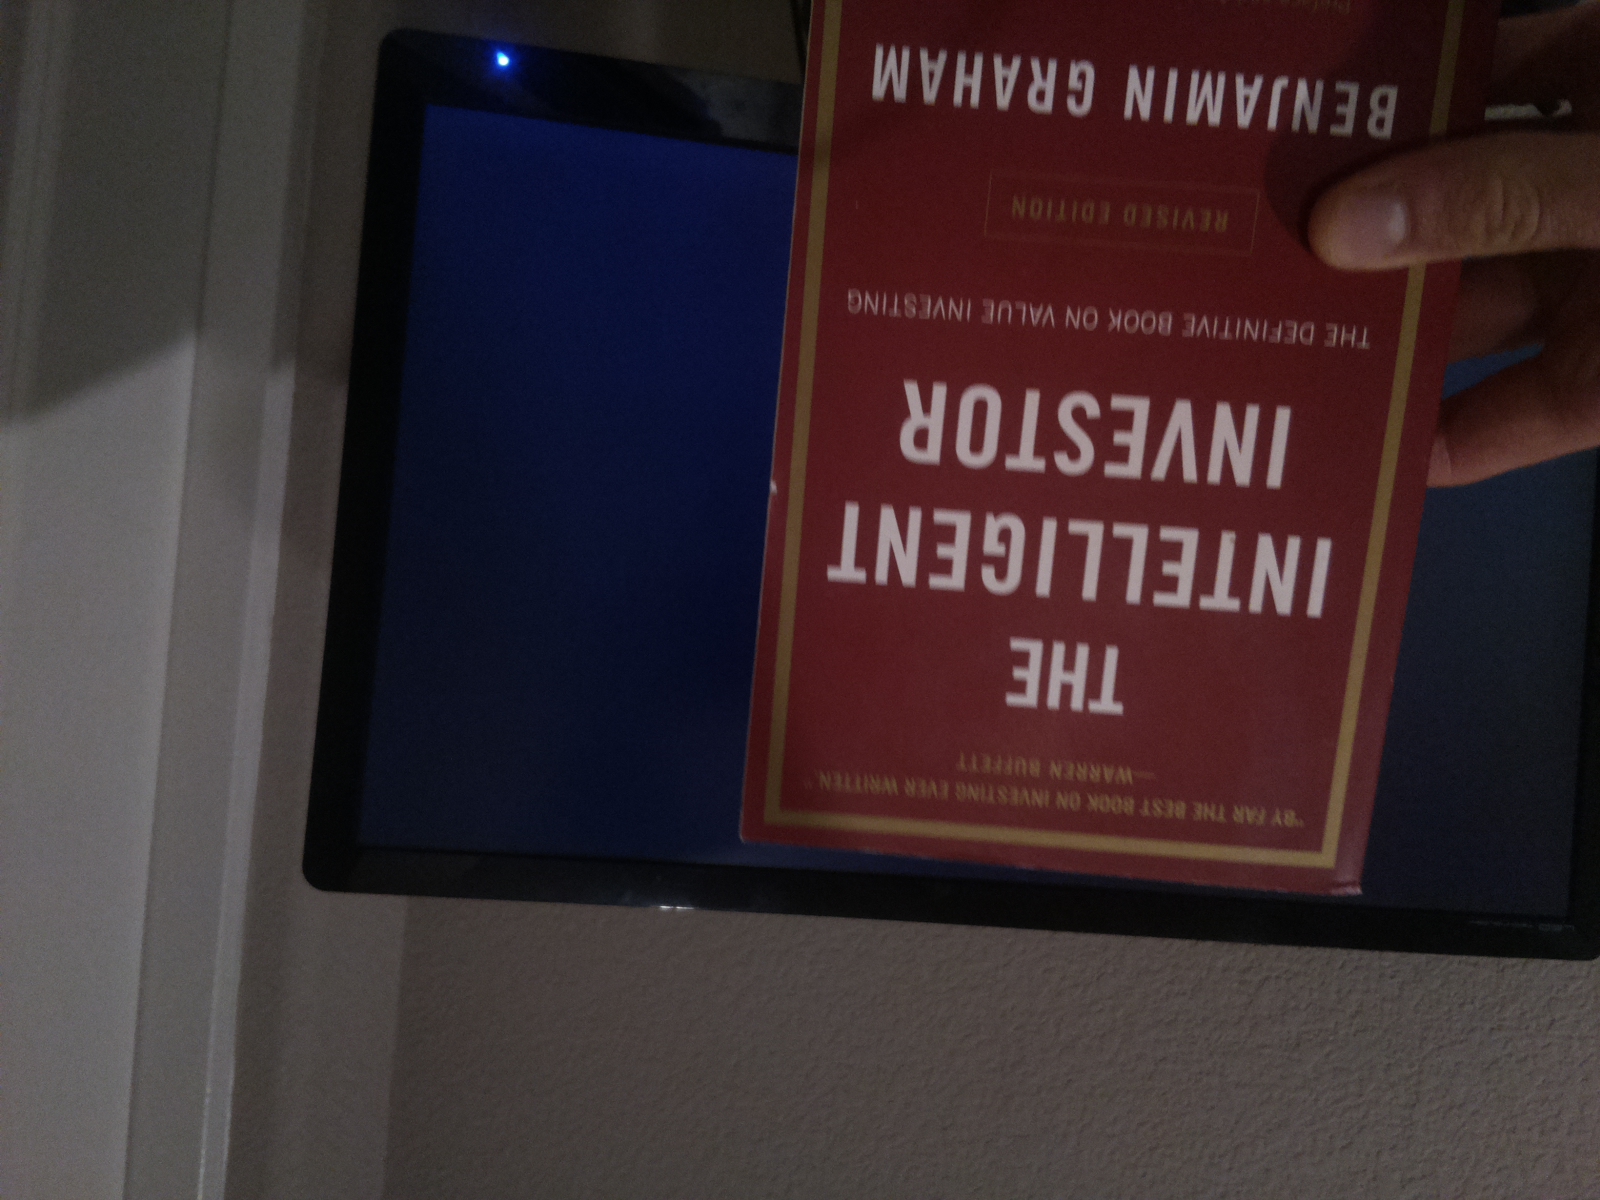 "BY FAR THE BEST BOOK ON INVESTING EVER WRITTEN."
—WARREN BUFFETT
THE
INTELLIGENT
INVESTOR
THE DEFINITIVE BOOK ON VALUE INVESTING
REVISED EDITION
BENJAMIN GRAHAM